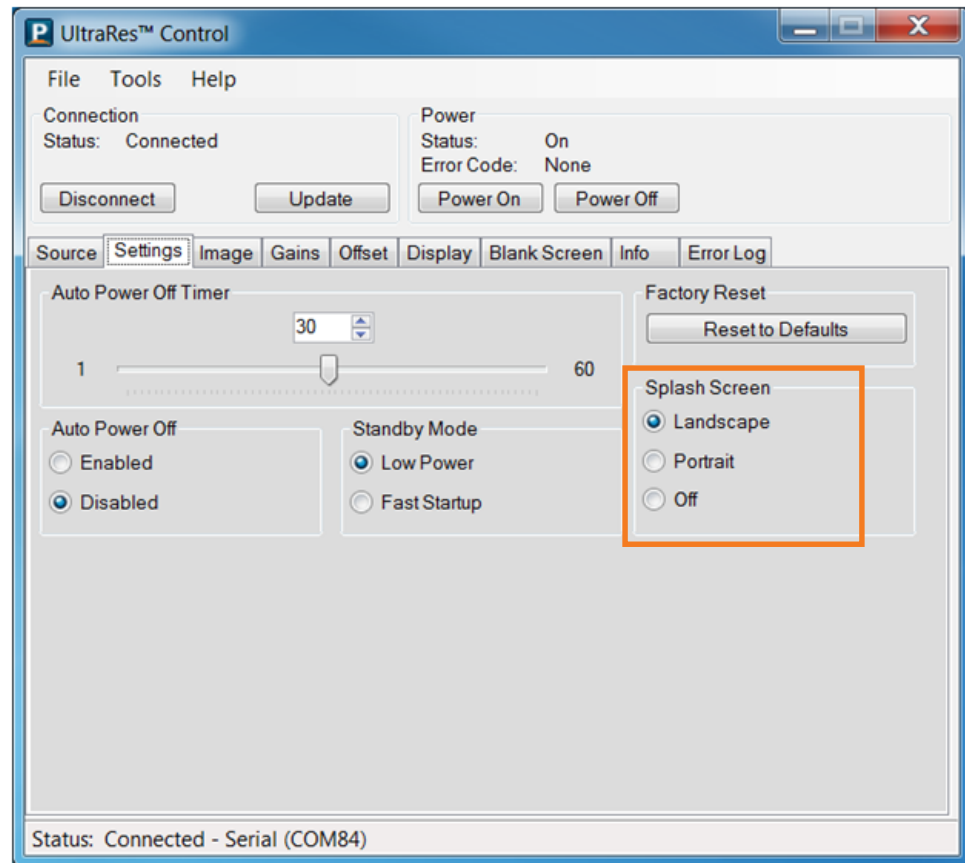 P UltraRes™ Control
File Tools Help
Connection
Status: Connected
Disconnect Update
Power
Status: On
Error Code: None
Power On Power Off
Source Settings Image Gains Offset Display Blank Screen Info Error Log
Auto Power Off Timer
30
1 60
Factory Reset
Reset to Defaults
Auto Power Off
Enabled
Disabled
Standby Mode
Low Power
Fast Startup
Splash Screen
Landscape
Portrait
Off
Status: Connected - Serial (COM84)